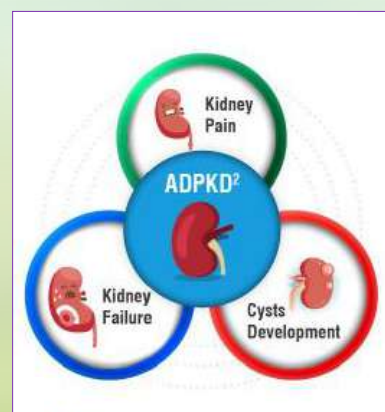 Kidney
Pain
ADPKD²
Kidney
Failure
Cysts
Development